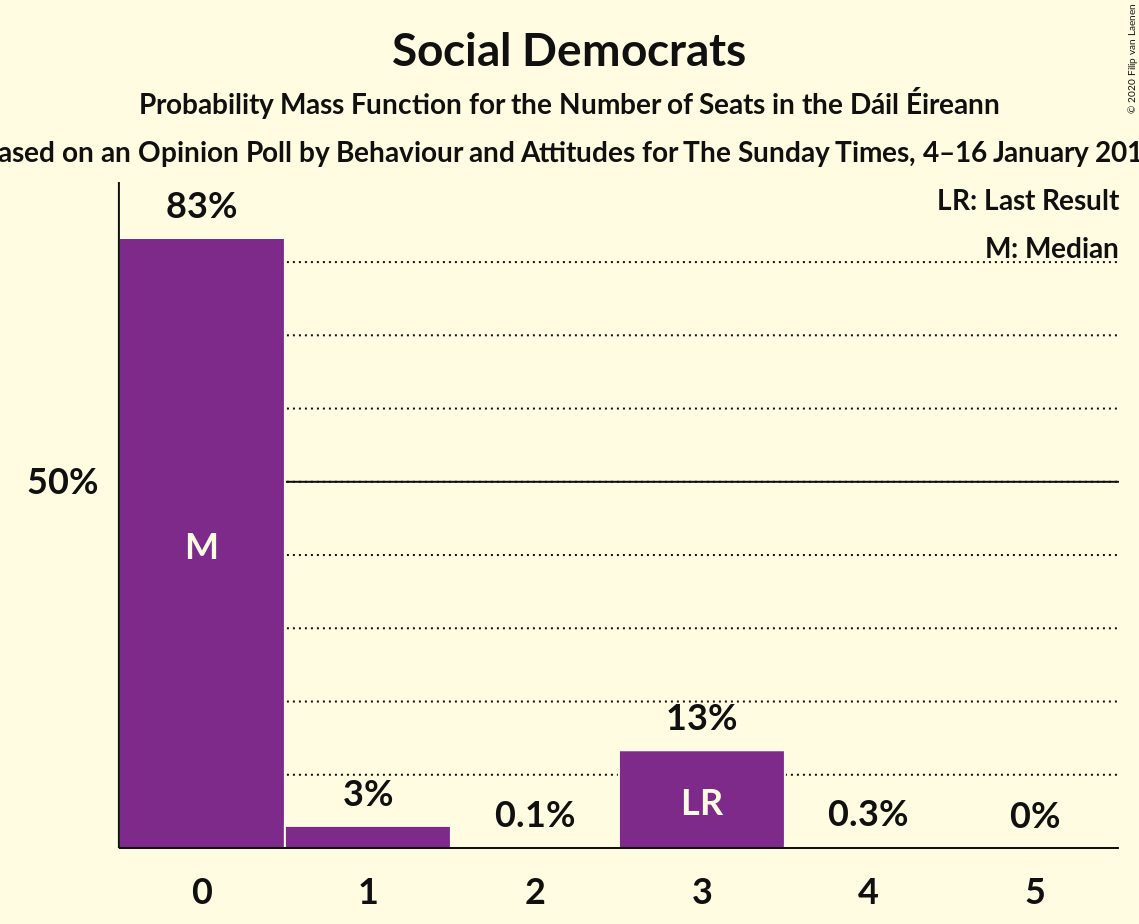 Social Democrats
Probability Mass Function for the Number of Seats in the Dáil Éireann
ased on an Opinion Poll by Behaviour and Attitudes for The Sunday Times, 4–16 January 201
© 2020 Filip van Laenen
LR: Last Result
M: Median
83%
50%
M
3%
0.1%
13%
LR
0.3%
0%
0 1 2 3 4 5